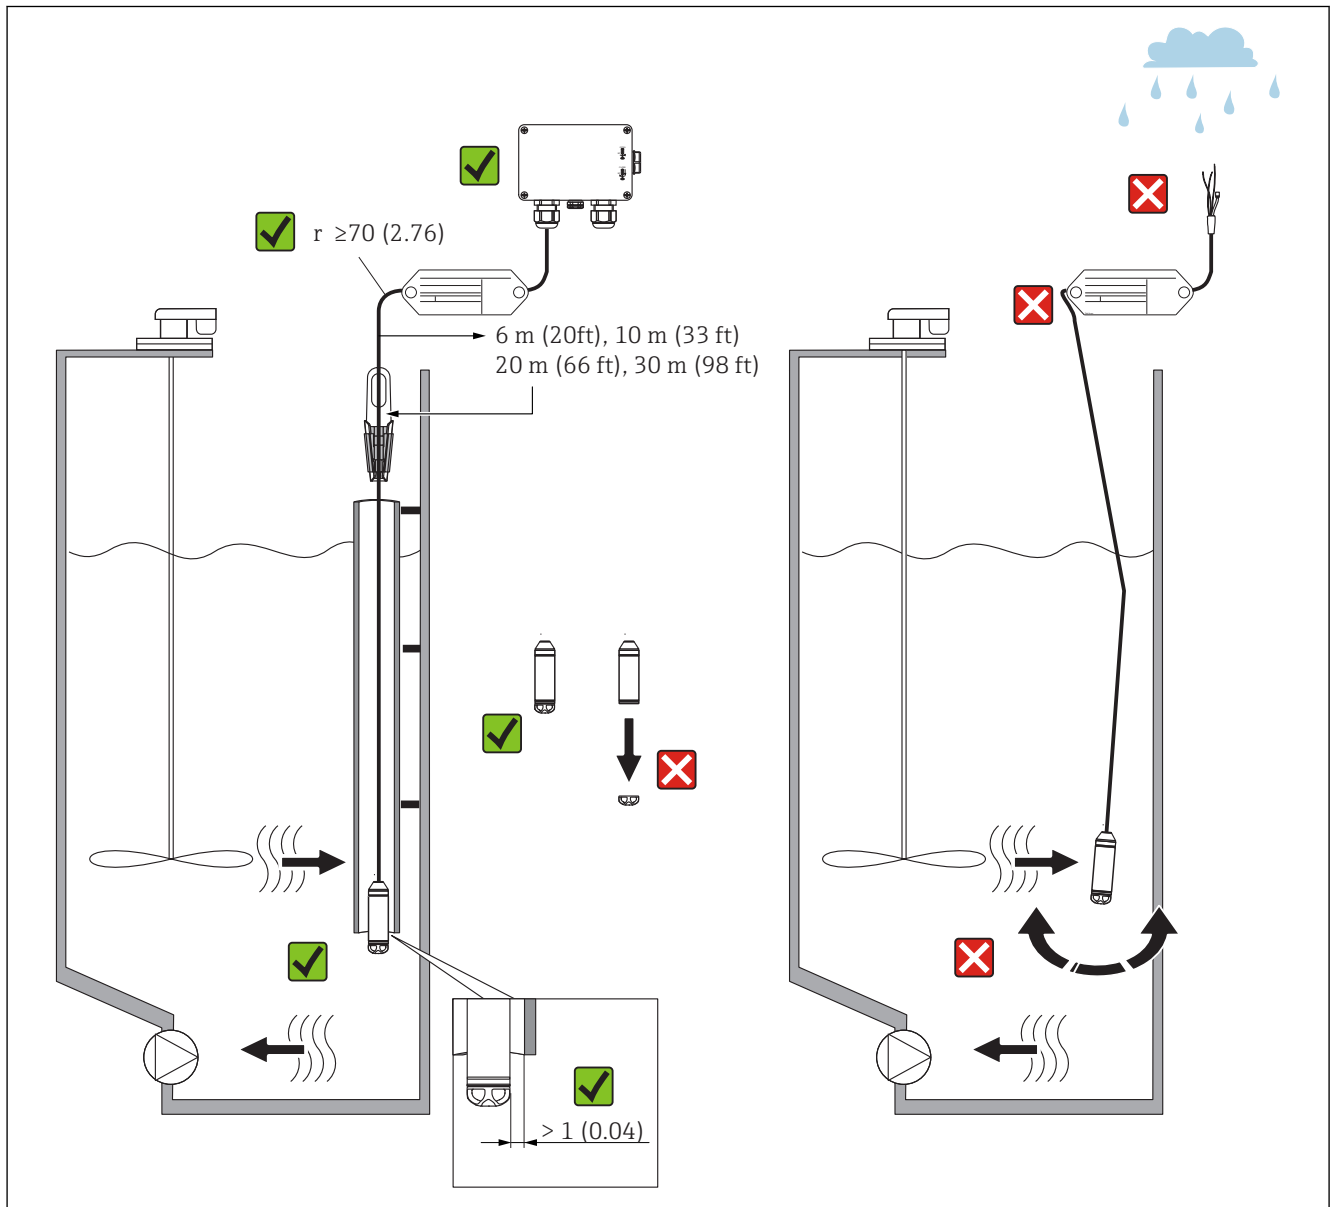 r ≥70 (2.76)
6 m (20ft), 10 m (33 ft)
20 m (66 ft), 30 m (98 ft)
> 1 (0.04)